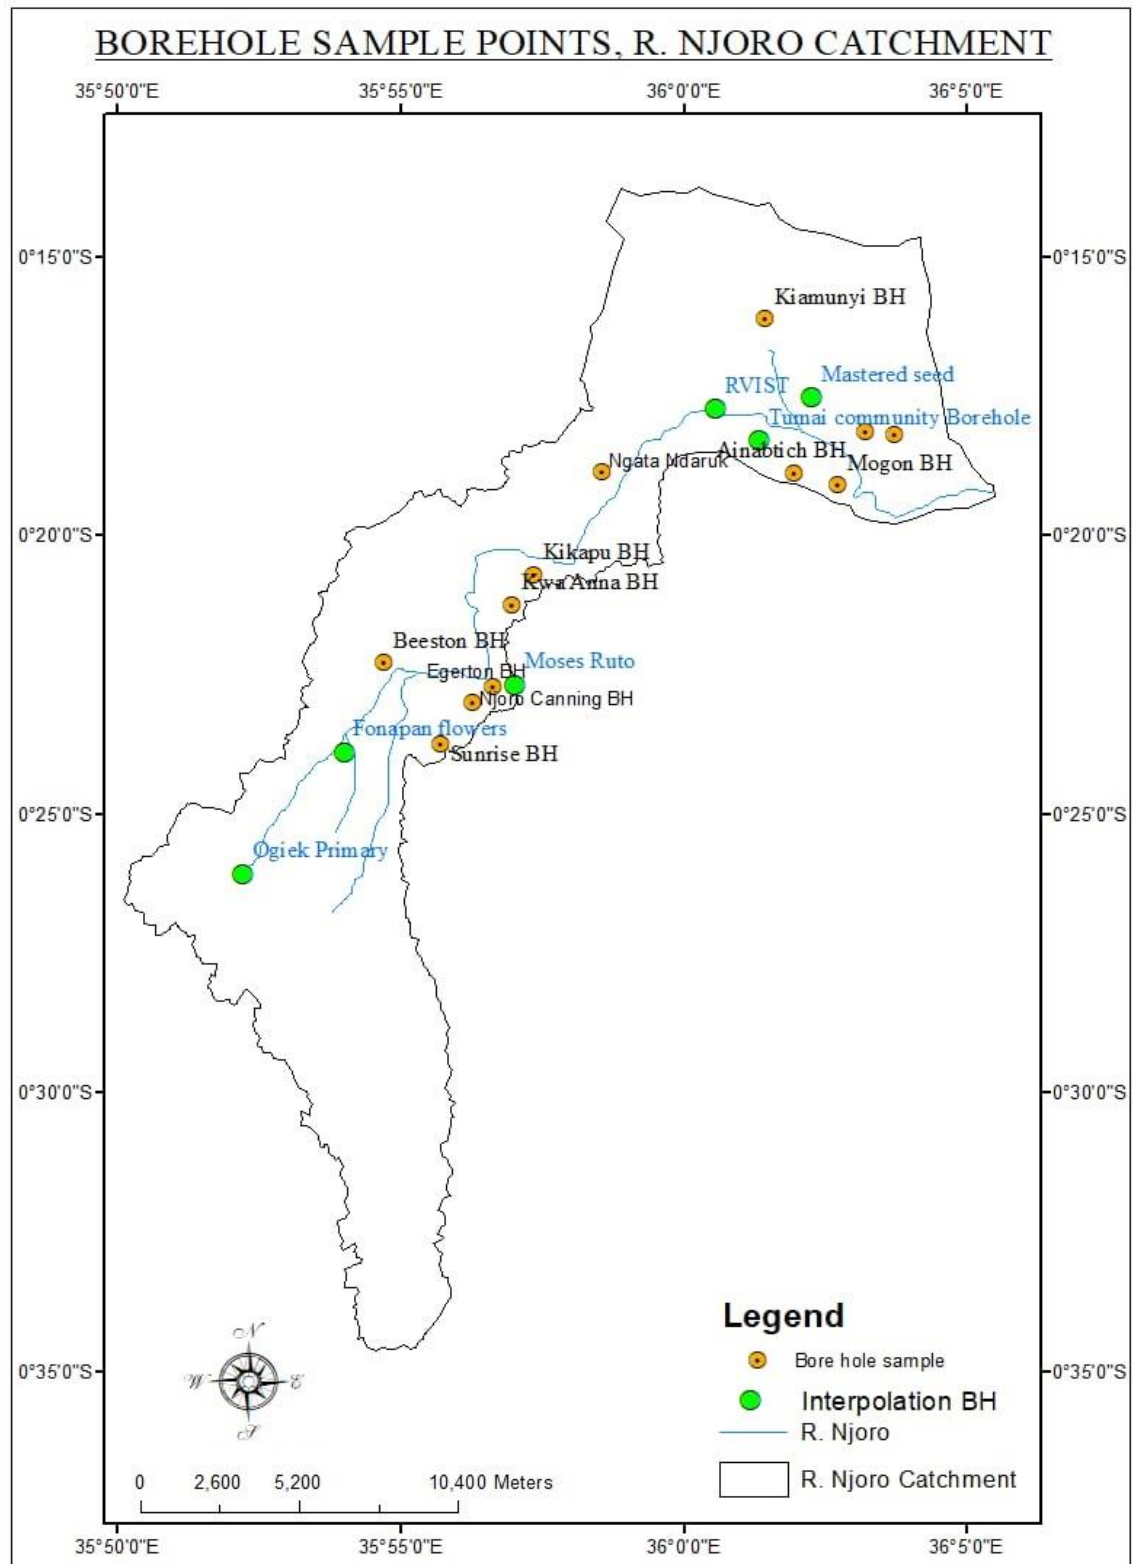 BOREHOLE SAMPLE POINTS, R. NJORO CATCHMENT
35°50'0"E 35°55'0"E 36°0'0"E 36°5'0"E
0°15'0"S 0°15'0"S
Kiamunyi BH
Mastered seed
RVIST
Tumai community Borehole
Ainabtich BH
Ngata Ndaruk
Mogon BH
0°20'0"S 0°20'0"S
Kikapu BH
Kwa Anna BH
Beeston BH
Moses Ruto
Egerton BH
Njoro Canning BH
Fonapan flowers
Sunrise BH
0°25'0"S 0°25'0"S
Ogiek Primary
0°30'0"S 0°30'0"S
Legend
Bore hole sample
Interpolation BH
R. Njoro
R. Njoro Catchment
0°35'0"S 0°35'0"S
N
W E
S
0 2,600 5,200 10,400 Meters
35°50'0"E 35°55'0"E 36°0'0"E 36°5'0"E